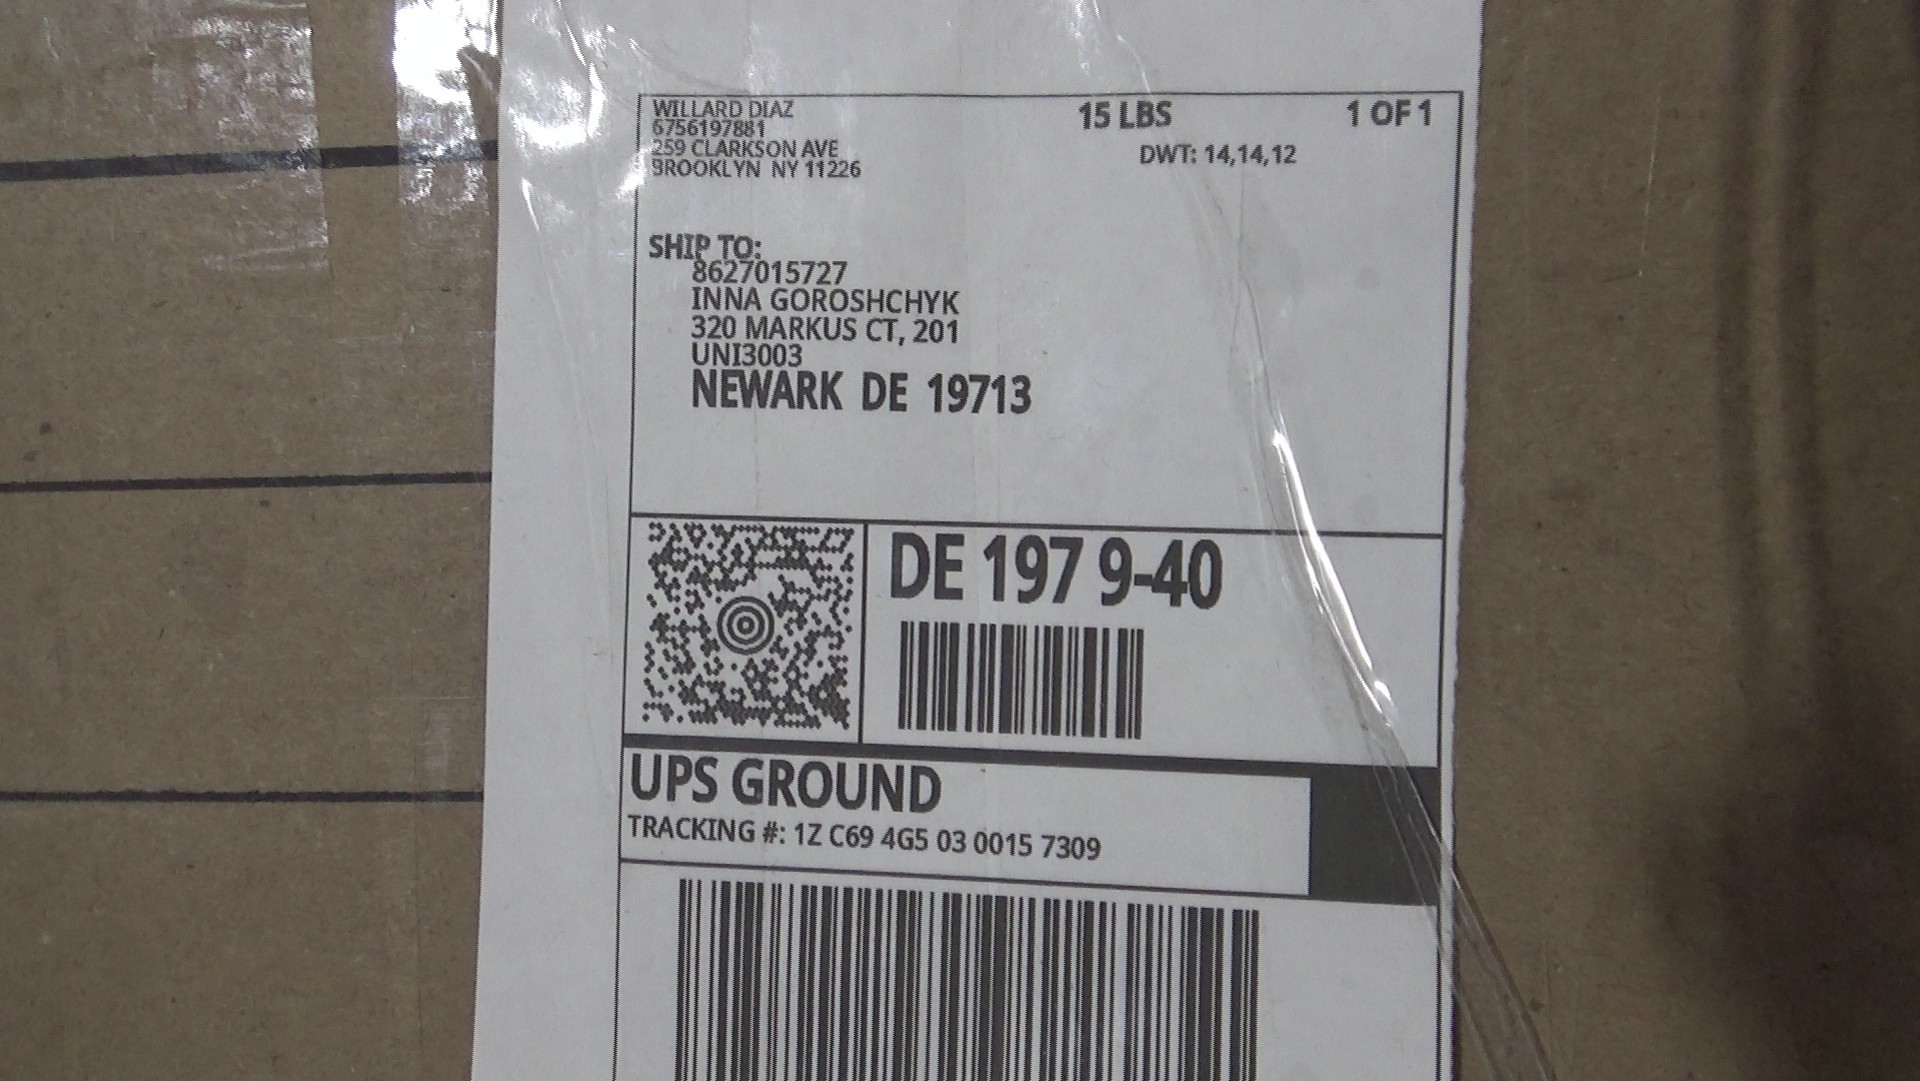 WILLARD DIAZ
6756197881
259 CLARKSON AVE
BROOKLYN NY 11226
15 LBS
1 OF 1
DWT: 14,14,12
SHIP TO:
8627015727
INNA GOROSHCHYK
320 MARKUS CT, 201
UNI3003
NEWARK DE 19713
DE 197 9-40
UPS GROUND
TRACKING #: 1Z C69 4G5 03 0015 7309